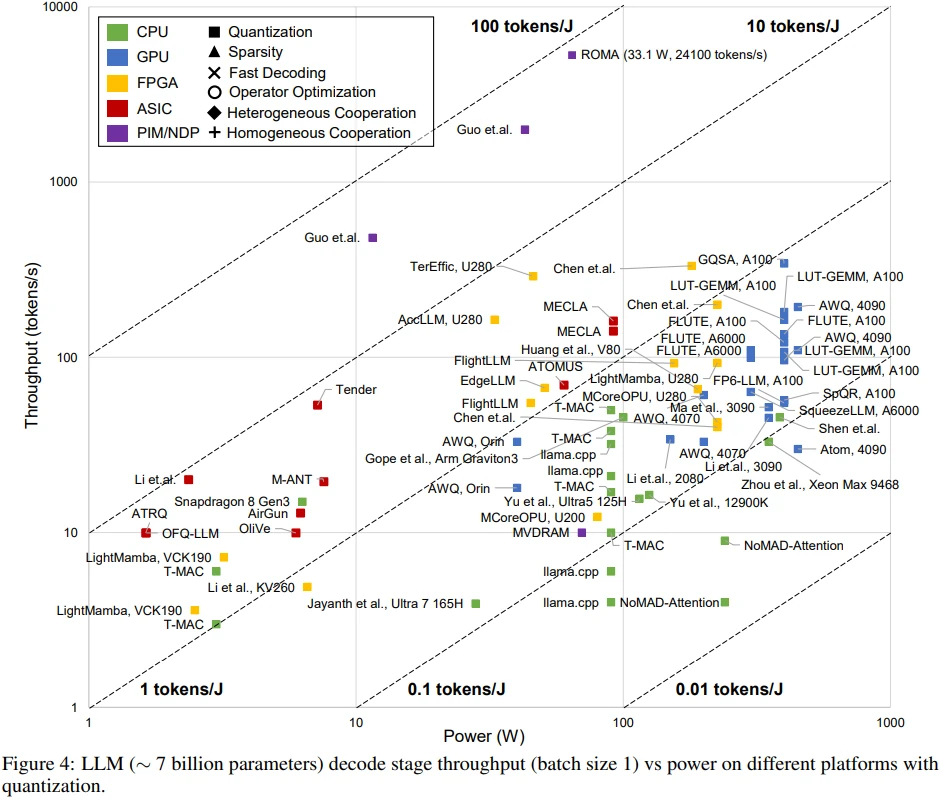 10000
1000
100
10
1
1
10
100
1000
Throughput (tokens/s)
Power (W)
CPU
GPU
FPGA
ASIC
PIM/NDP
Quantization
Sparsity
Fast Decoding
Operator Optimization
Heterogeneous Cooperation
Homogeneous Cooperation
100 tokens/J
10 tokens/J
ROMA (33.1 W, 24100 tokens/s)
Guo et.al.
Guo et.al.
TerEffic, U280
Chen et.al.
GQSA, A100
LUT-GEMM, A100
LUT-GEMM, A100
MECLA
Chen et.al.
AWQ, 4090
AccLLM, U280
FLUTE, A100
FLUTE, A100
MECLA
FLUTE, A6000
AWQ, 4090
Huang et al., V80
FLUTE, A6000
LUT-GEMM, A100
FlightLLM
ATOMUS
LUT-GEMM, A100
EdgeLLM
LightMamba, U280
FP6-LLM, A100
Tender
MCoreOPU, U280
SpQR, A100
FlightLLM
T-MAC
Ma et al., 3090
SqueezeLLM, A6000
Chen et.al.
AWQ, 4070
Shen et.al.
AWQ, Orin
T-MAC
Gope et al., Arm Graviton3
llama.cpp
AWQ, 4070
Atom, 4090
Li et.al., 3090
llama.cpp
Li et.al., 2080
Zhou et al., Xeon Max 9468
Li et.al.
M-ANT
AWQ, Orin
T-MAC
Snapdragon 8 Gen3
Yu et al., Ultra5 125H
Yu et al., 12900K
ATRQ
AirGun
MCoreOPU, U200
OFQ-LLM
OliVe
MVDRAM
T-MAC
NoMAD-Attention
LightMamba, VCK190
T-MAC
llama.cpp
Li et al., KV260
Jayanth et al., Ultra 7 165H
llama.cpp
NoMAD-Attention
LightMamba, VCK190
T-MAC
1 tokens/J
0.1 tokens/J
0.01 tokens/J
Figure 4: LLM (∼ 7 billion parameters) decode stage throughput (batch size 1) vs power on different platforms with
quantization.